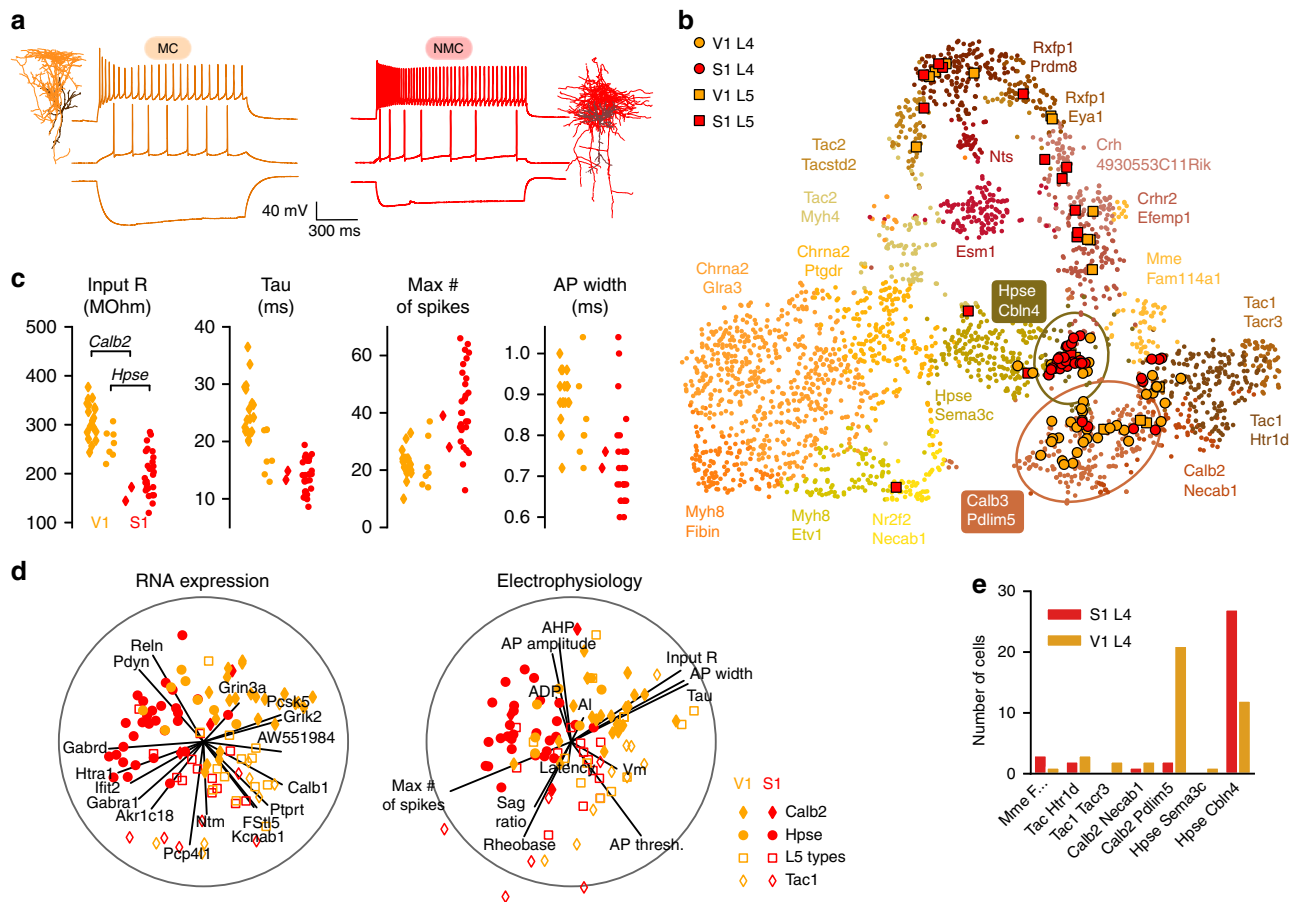 a
MC
NMC
40 mV
300 ms
b
V1 L4
S1 L4
V1 L5
S1 L5
Rxfp1
Prdm8
Rxfp1
Eya1
Tac2
Tacstd2
Nts
Crh
4930553C11Rik
Tac2
Myh4
Crhr2
Efemp1
Esm1
Chrna2
Ptgdr
Mme
Fam114a1
Chrna2
Glra3
Hpse
Cbln4
Tac1
Tacr3
Hpse
Sema3c
Tac1
Htr1d
Calb2
Necab1
Calb3
Pdlim5
Myh8
Fibin
Myh8
Etv1
Nr2f2
Necab1
c
Input R
(MOhm)
Tau
(ms)
Max #
of spikes
AP width
(ms)
500
400
300
200
100
Calb2
Hpse
V1
S1
40
30
20
10
60
40
20
0
1.0
0.9
0.8
0.7
0.6
d
RNA expression
Reln
Pdyn
Grin3a
Pcsk5
Grik2
AW551984
Gabrd
Htra1
Ifit2
Gabra1
Akr1c18
Calb1
Ptprt
FStl5
Ntm
Kcnab1
Pcp4l1
Electrophysiology
AHP
AP amplitude
Input R
AP width
Tau
ADP
AI
Latency
Vm
Max #
of spikes
Sag
ratio
Rheobase
AP thresh.
V1 S1
Calb2
Hpse
L5 types
Tac1
e
Number of cells
30
20
10
0
S1 L4
V1 L4
Mme F...
Tac Htr1d
Tac1 Tacr3
Calb2 Necab1
Calb2 Pdlim5
Hpse Sema3c
Hpse Cbln4